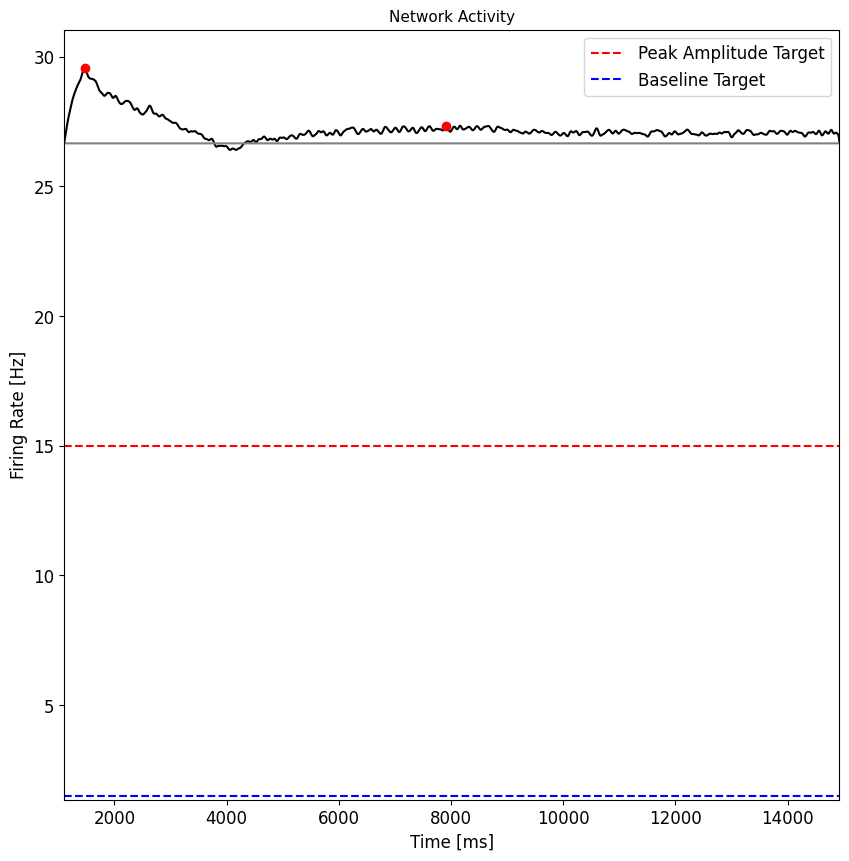 Network Activity
Peak Amplitude Target
Baseline Target
Firing Rate [Hz]
30
25
20
15
10
5
2000 4000 6000 8000 10000 12000 14000
Time [ms]